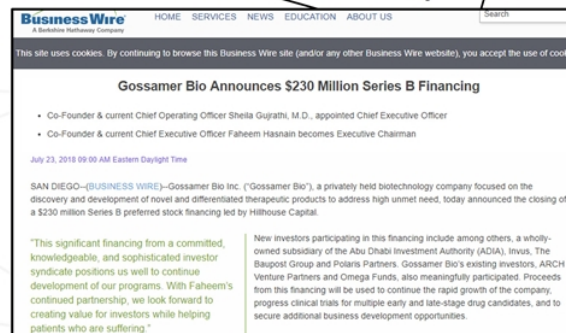 Business Wire
A Berkshire Hathaway Company
HOME SERVICES NEWS EDUCATION ABOUT US
Search
This site uses cookies. By continuing to browse this Business Wire site (and/or any other Business Wire website), you accept the use of
Gossamer Bio Announces $230 Million Series B Financing
• Co-Founder & current Chief Operating Officer Sheila Gujrathi, M.D., appointed Chief Executive Officer
• Co-Founder & current Chief Executive Officer Faheem Hasnain becomes Executive Chairman
July 23, 2018 09:00 AM Eastern Daylight Time
SAN DIEGO--(BUSINESS WIRE)--Gossamer Bio Inc. ("Gossamer Bio"), a privately held biotechnology company focused on the
discovery and development of novel and differentiated therapeutic products to address high unmet need, today announced the closing of
a $230 million Series B preferred stock financing led by Hillhouse Capital.
"This significant financing from a committed,
knowledgeable, and sophisticated investor
syndicate positions us well to continue
development of our programs. With Faheem's
continued partnership, we look forward to
creating value for investors while helping
patients who are suffering."
New investors participating in this financing include among others, a wholly-
owned subsidiary of the Abu Dhabi Investment Authority (ADIA), Invus, The
Baupost Group and Polaris Partners. Gossamer Bio's existing investors, ARCH
Venture Partners and Omega Funds, also meaningfully participated. Proceeds
from this financing will be used to continue the rapid growth of the company,
progress clinical trials for multiple early and late-stage drug candidates, and to
secure additional business development opportunities.